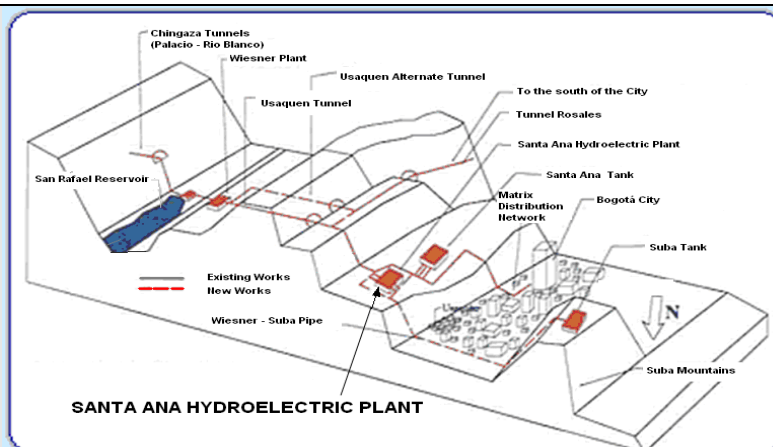 Chingaza Tunnels
(Palacio - Rio Blanco)
Wiesner Plant
Usaquen Alternate Tunnel
Usaquen Tunnel
To the south of the City
Tunnel Rosales
Santa Ana Hydroelectric Plant
Santa Ana Tank
San Rafael Reservoir
Matrix
Distribution
Network
Bogotá City
Suba Tank
Existing Works
New Works
Wiesner - Suba Pipe
N
Suba Mountains
SANTA ANA HYDROELECTRIC PLANT